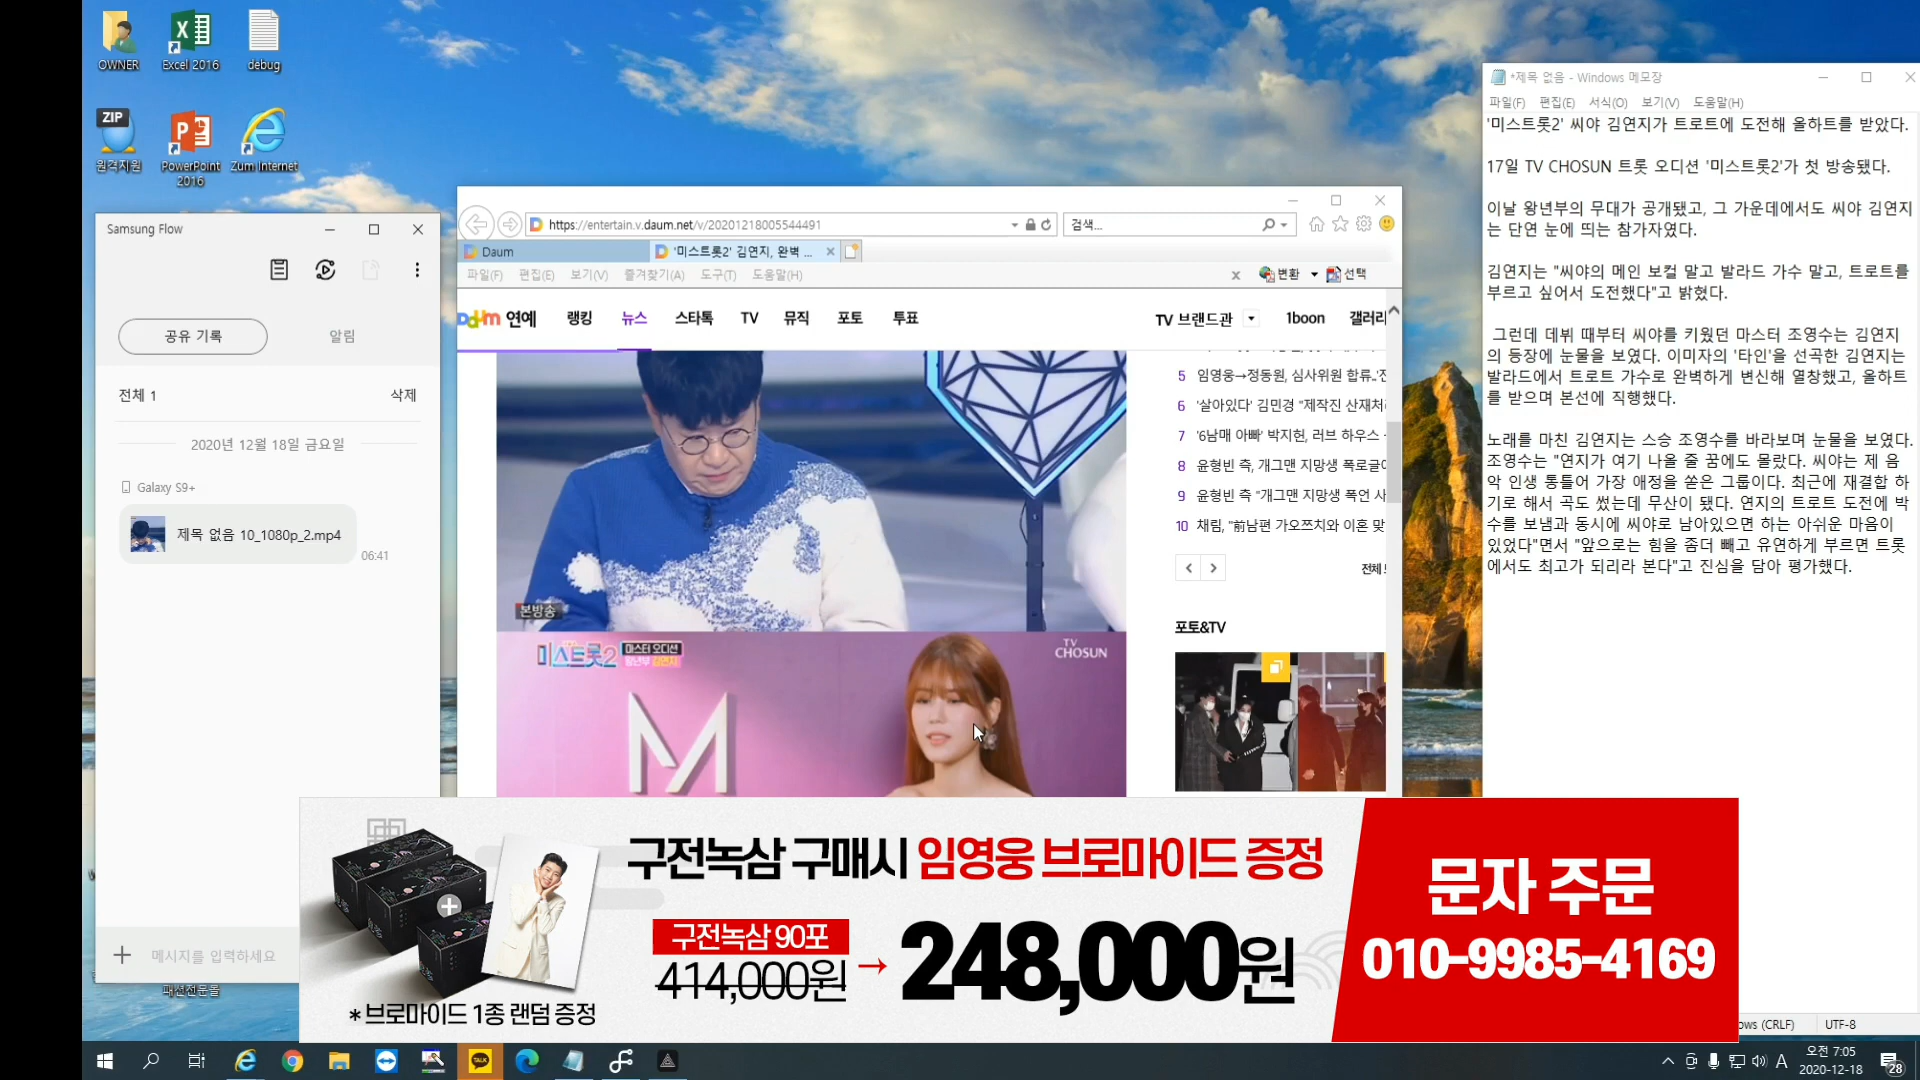 OWNER
Excel 2016
debug
ZIP
원격지원
PowerPoint 2016
Zum Internet
Samsung Flow
공유 기록
알림
전체 1
삭제
2020년 12월 18일 금요일
Galaxy S9+
제목 없음 10_1080p_2.mp4
06:41
메시지를 입력하세요
패션전문몰
https://entertain.v.daum.net/v/20201218005544491
검색...
Daum
'미스트롯2' 김연지, 완벽 ...
파일(F) 편집(E) 보기(V) 즐겨찾기(A) 도구(T) 도움말(H)
x 변환 선택
Daum 연예 랭킹 뉴스 스타톡 TV 뮤직 포토 투표
TV 브랜드관 1boon 갤러리
5 임영웅→정동원, 심사위원 합류..'진
6 '살아있다' 김민경 "제작진 산재처리
7 '6남매 아빠' 박지헌, 러브 하우스
8 윤형빈 측, 개그맨 지망생 폭로글에
9 윤형빈 측 "개그맨 지망생 폭언 사
10 채림, "前남편 가오쯔치와 이혼 맞
전체
포토&TV
본방송
미스트롯2
마스터 오디션
왕년부 김연지
TV CHOSUN
M
*제목 없음 - Windows 메모장
파일(F) 편집(E) 서식(O) 보기(V) 도움말(H)
'미스트롯2' 씨야 김연지가 트로트에 도전해 올하트를 받았다.
17일 TV CHOSUN 트롯 오디션 '미스트롯2'가 첫 방송됐다.
이날 왕년부의 무대가 공개됐고, 그 가운데에서도 씨야 김연지
는 단연 눈에 띄는 참가자였다.
김연지는 "씨야의 메인 보컬 말고 발라드 가수 말고, 트로트를
부르고 싶어서 도전했다"고 밝혔다.
그런데 데뷔 때부터 씨야를 키웠던 마스터 조영수는 김연지
의 등장에 눈물을 보였다. 이미자의 '타인'을 선곡한 김연지는
발라드에서 트로트 가수로 완벽하게 변신해 열창했고, 올하트
를 받으며 본선에 직행했다.
노래를 마친 김연지는 스승 조영수를 바라보며 눈물을 보였다.
조영수는 "연지가 여기 나올 줄 꿈에도 몰랐다. 씨야는 제 음
악 인생 통틀어 가장 애정을 쏟은 그룹이다. 최근에 재결합 하
기로 해서 곡도 썼는데 무산이 됐다. 연지의 트로트 도전에 박
수를 보냄과 동시에 씨야로 남아있으면 하는 아쉬운 마음이
있었다"면서 "앞으로는 힘을 좀더 빼고 유연하게 부르면 트롯
에서도 최고가 되리라 본다"고 진심을 담아 평가했다.
ows (CRLF) UTF-8
구전녹삼 구매시 임영웅 브로마이드 증정
구전녹삼 90포
414,000원 → 248,000원
*브로마이드 1종 랜덤 증정
문자 주문
010-9985-4169
TALK
A
오전 7:05
2020-12-18
28